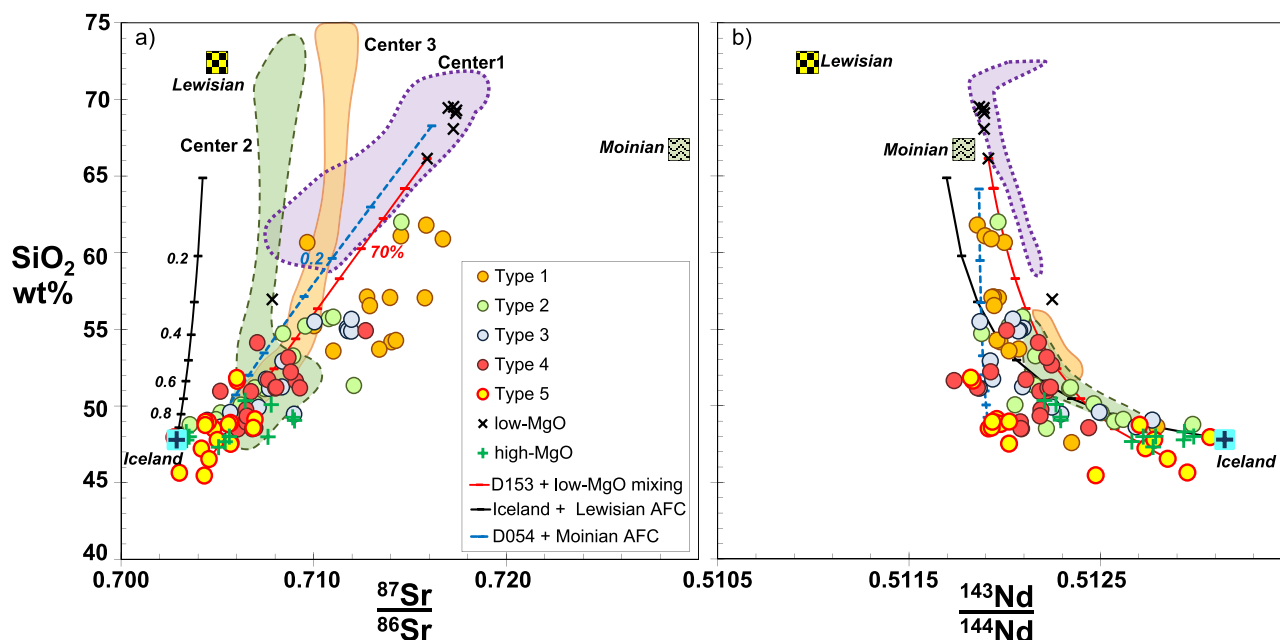 75
70
65
60
55
50
45
40
SiO2
wt%
a)
Lewisian
Center 2
Center 3
Center1
Moinian
0.2
0.4
0.6
0.8
0.2
70%
Iceland
Type 1
Type 2
Type 3
Type 4
Type 5
low-MgO
high-MgO
D153 + low-MgO mixing
Iceland + Lewisian AFC
D054 + Moinian AFC
0.700
0.710
0.720
87Sr
86Sr
b)
Lewisian
Moinian
Iceland
0.5105
0.5115
0.5125
143Nd
144Nd